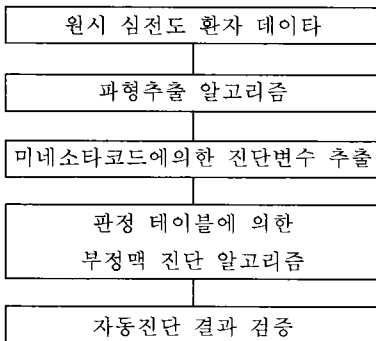 원시 심전도 환자 데이타
파형추출 알고리즘
미네소타코드에의한 진단변수 추출
판정 테이블에 의한
부정맥 진단 알고리즘
자동진단 결과 검증